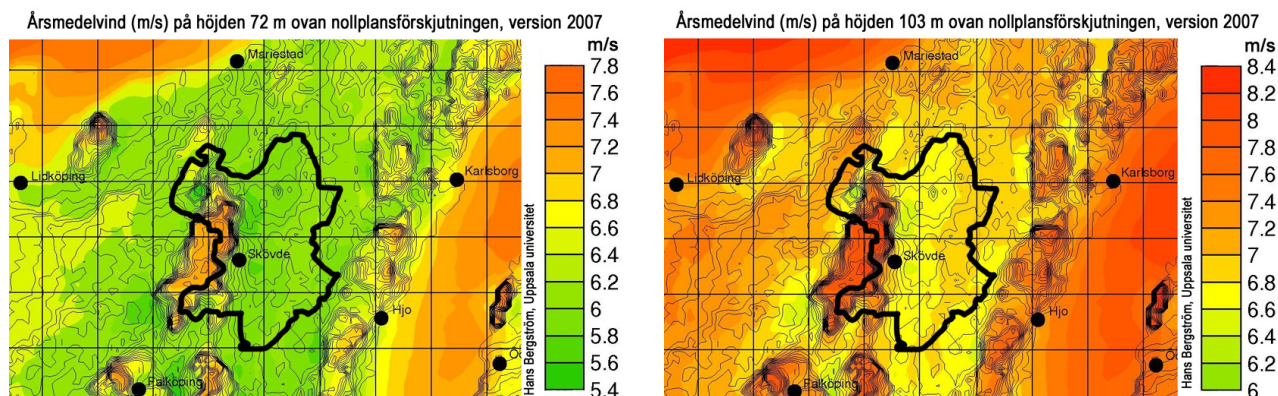 Årsmedelvind (m/s) på höjden 72 m ovan nollplansförskjutningen, version 2007
m/s
7.8
7.6
7.4
7.2
7
6.8
6.6
6.4
6.2
6
5.8
5.6
5.4
Mariestad
Lidköping
Karlsborg
Skövde
Hjo
Falköping
Hans Bergström, Uppsala universitet
Årsmedelvind (m/s) på höjden 103 m ovan nollplansförskjutningen, version 2007
m/s
8.4
8.2
8
7.8
7.6
7.4
7.2
7
6.8
6.6
6.4
6.2
6
Mariestad
Lidköping
Karlsborg
Skövde
Hjo
Falköping
Hans Bergström, Uppsala universitet